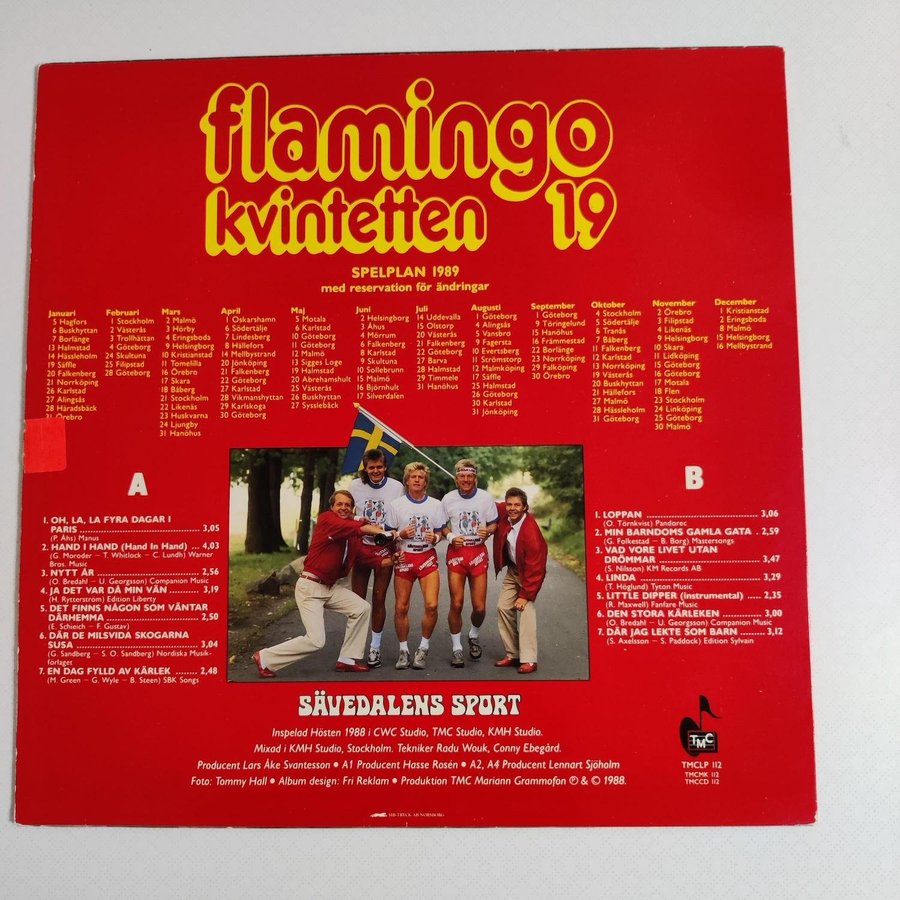 flamingo
kvintetten 19
SPELPLAN 1989
med reservation för ändringar
Januari
5 Hagfors
6 Buskhyttan
7 Borlänge
13 Halmstad
14 Hässleholm
19 Säffle
20 Falkenberg
21 Norrköping
26 Karlstad
27 Alingsås
28 Häradsbäck
31 Örebro
Februari
1 Stockholm
2 Västerås
3 Trollhättan
4 Göteborg
24 Skultuna
25 Filipstad
28 Göteborg
Mars
2 Malmö
3 Hörby
4 Eringsboda
9 Helsingborg
10 Kristianstad
11 Tomelilla
16 Örebro
17 Skara
18 Båberg
21 Stockholm
22 Likenäs
23 Huskvarna
24 Ljungby
31 Hanöhus
April
1 Oskarshamn
6 Södertälje
7 Lindesberg
8 Hällefors
14 Mellbystrand
20 Jönköping
21 Falkenberg
22 Göteborg
27 Karlstad
28 Vikmanshyttan
29 Karlskoga
30 Göteborg
Maj
5 Motala
6 Karlstad
10 Göteborg
11 Göteborg
12 Malmö
13 Sigges Loge
19 Halmstad
20 Abrahamshult
25 Västerås
26 Buskhyttan
27 Sysslebäck
Juni
2 Helsingborg
3 Åhus
4 Mörrum
6 Falkenberg
8 Karlstad
9 Skultuna
10 Sollebrunn
15 Malmö
16 Björnhult
17 Silverdalen
Juli
14 Uddevalla
15 Olstorp
20 Västerås
21 Falkenberg
22 Göteborg
27 Barva
28 Halmstad
29 Timmele
31 Hanöhus
Augusti
1 Göteborg
4 Alingsås
5 Vansbro
9 Fagersta
10 Evertsberg
11 Strömstorp
12 Malmköping
17 Säffle
25 Halmstad
26 Göteborg
30 Karlstad
31 Jönköping
September
1 Göteborg
9 Töringelund
15 Hanöhus
16 Främmestad
22 Borlänge
23 Norrköping
29 Falköping
30 Örebro
Oktober
4 Stockholm
5 Södertälje
6 Tranås
7 Båberg
11 Falkenberg
12 Karlstad
13 Norrköping
19 Västerås
20 Buskhyttan
21 Hällefors
27 Malmö
28 Hässleholm
31 Göteborg
November
2 Örebro
3 Filipstad
4 Likenäs
9 Helsingborg
10 Skara
11 Lidköping
15 Göteborg
16 Göteborg
17 Motala
18 Flen
23 Stockholm
24 Linköping
25 Göteborg
30 Malmö
December
1 Kristianstad
2 Eringsboda
8 Malmö
15 Helsingborg
16 Mellbystrand
A
1. OH, LA, LA FYRA DAGAR I
PARIS ........ 3,05
(P. Åhs) Manus
2. HAND I HAND (Hand In Hand) ... 4,03
(G. Moroder – T. Whitlock – C. Lundh) Warner
Bros. Music
3. NYTT ÅR ........ 2,56
(O. Bredahl – U. Georgsson) Companion Music
4. JA DET VAR DÅ MIN VÄN ........ 3,19
(H. Rytterström) Edition Liberty
5. DET FINNS NÅGON SOM VÄNTAR
DÄRHEMMA ........ 2,50
(E. Schieich – F. Gustav)
6. DÄR DE MILSVIDA SKOGARNA
SUSA ........ 3,04
(G. Sandberg – S. O. Sandberg) Nordiska Musik-
förlaget
7. EN DAG FYLLD AV KÄRLEK ........ 2,48
(M. Green – G. Wyle – B. Steen) SBK Songs
B
1. LOPPAN ........ 3,06
(O. Törnkvist) Pandorec
2. MIN BARNDOMS GAMLA GATA .. 2,59
(G. Folkestad – B. Borg) Mastersongs
3. VAD VORE LIVET UTAN
DRÖMMAR ........ 3,47
(S. Nilsson) KM Records AB
4. LINDA ........ 3,29
(T. Höglund) Tyton Music
5. LITTLE DIPPER (instrumental) ..... 2,35
(R. Maxwell) Fanfare Music
6. DEN STORA KÄRLEKEN ........ 3,00
(O. Bredahl – U. Georgsson) Companion Music
7. DÄR JAG LEKTE SOM BARN ........ 3,12
(S. Axelsson – S. Paddock) Edition Sylvain
SÄVEDALENS SPORT
Inspelad Hösten 1988 i CWC Studio, TMC Studio, KMH Studio.
Mixad i KMH Studio, Stockholm. Tekniker Radu Wouk, Conny Ebegård.
Producent Lars Åke Svantesson • A1 Producent Hasse Rosén • A2, A4 Producent Lennart Sjöholm
Foto: Tommy Hall • Album design: Fri Reklam • Produktion TMC Mariann Grammofon ℗ & © 1988.
TMC
TMCLP 112
TMCMK 112
TMCCD 112
SIB-TRYCK AB NORSBORG